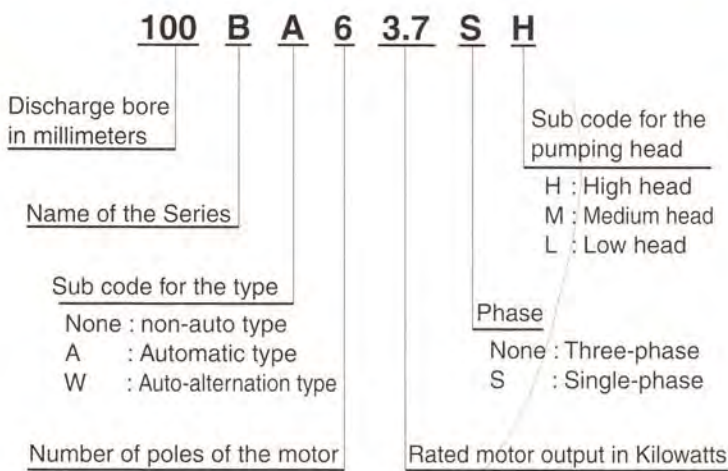 100 B A 6 3.7 S H
Discharge bore
in millimeters
Sub code for the
pumping head
H : High head
M : Medium head
L : Low head
Name of the Series
Sub code for the type
None : non-auto type
A : Automatic type
W : Auto-alternation type
Phase
None : Three-phase
S : Single-phase
Number of poles of the motor
Rated motor output in Kilowatts